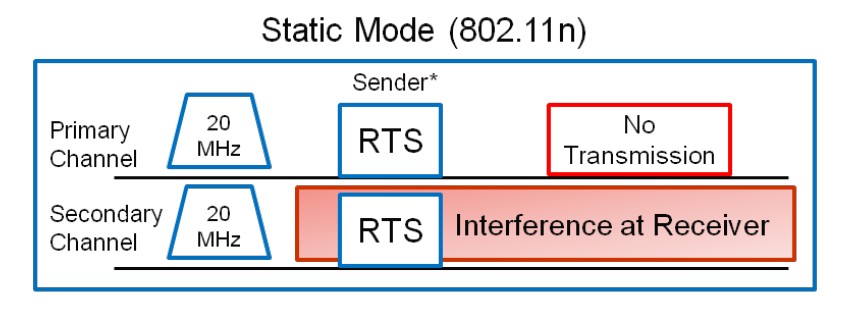 Static Mode (802.11n)
Sender*
Primary
Channel
20
MHz
RTS
No
Transmission
Secondary
Channel
20
MHz
RTS
Interference at Receiver